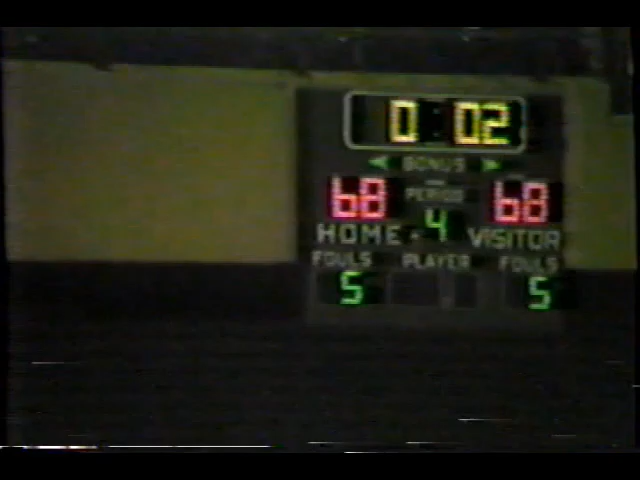 0:02
◄ BONUS ►
68 PERIOD 68
HOME 4 VISITOR
FOULS PLAYER FOULS
5 5